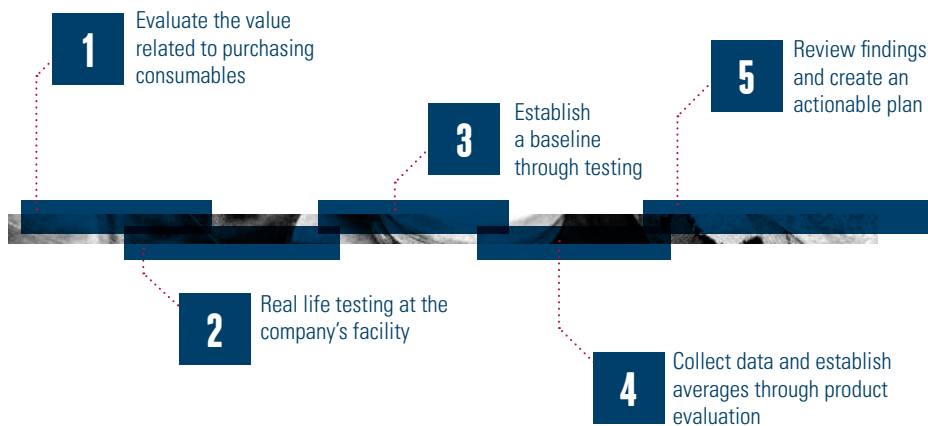 1
Evaluate the value
related to purchasing
consumables
2
Real life testing at the
company's facility
3
Establish
a baseline
through testing
4
Collect data and establish
averages through product
evaluation
5
Review findings
and create an
actionable plan